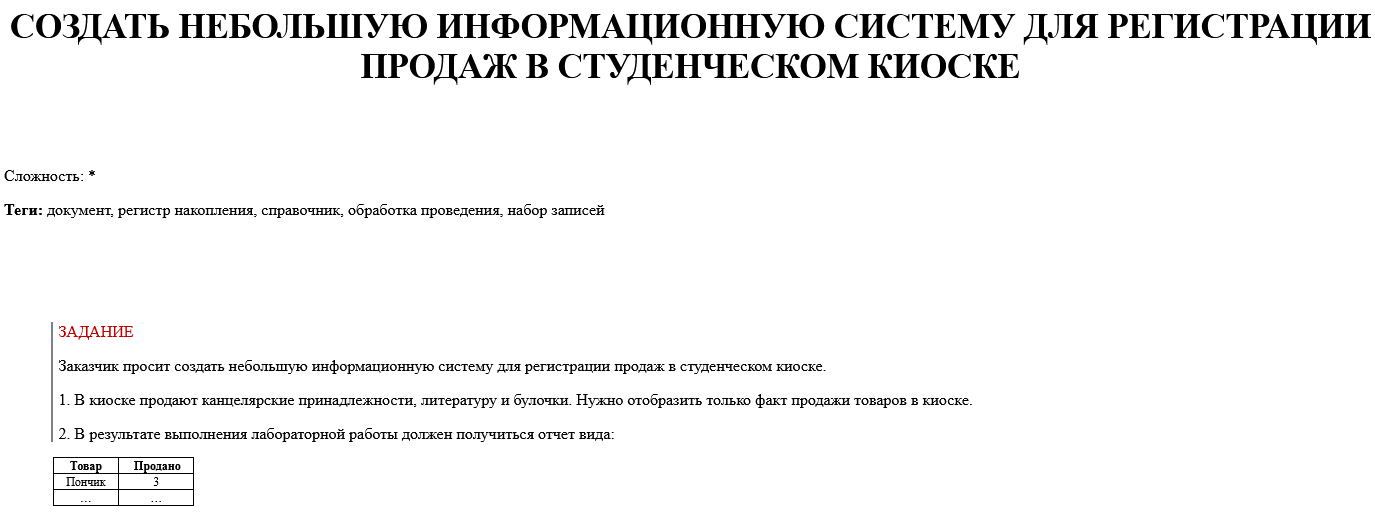 СОЗДАТЬ НЕБОЛЬШУЮ ИНФОРМАЦИОННУЮ СИСТЕМУ ДЛЯ РЕГИСТРАЦИИ
ПРОДАЖ В СТУДЕНЧЕСКОМ КИОСКЕ
Сложность: *
Теги: документ, регистр накопления, справочник, обработка проведения, набор записей
ЗАДАНИЕ
Заказчик просит создать небольшую информационную систему для регистрации продаж в студенческом киоске.
1. В киоске продают канцелярские принадлежности, литературу и булочки. Нужно отобразить только факт продажи товаров в киоске.
2. В результате выполнения лабораторной работы должен получиться отчет вида:
Товар Продано
Пончик 3
... ...